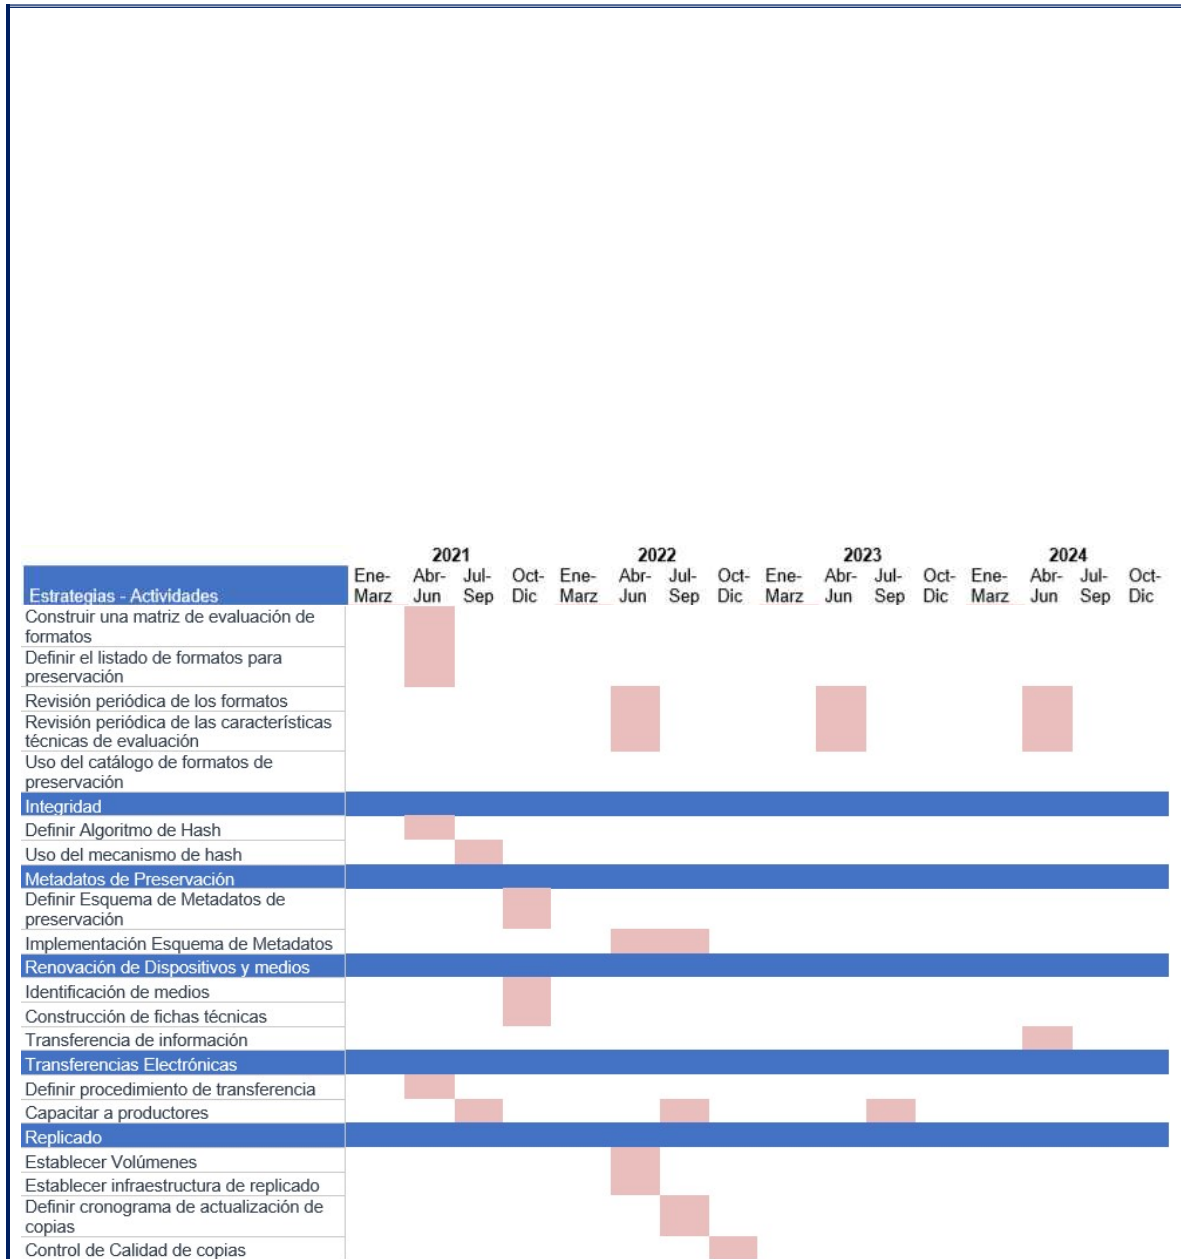 2021 2022 2023 2024
Ene- Abr- Jul- Oct- Ene- Abr- Jul- Oct- Ene- Abr- Jul- Oct- Ene- Abr- Jul- Oct-
Estrategias - Actividades Marz Jun Sep Dic Marz Jun Sep Dic Marz Jun Sep Dic Marz Jun Sep Dic
Construir una matriz de evaluación de
formatos
Definir el listado de formatos para
preservación
Revisión periódica de los formatos
Revisión periódica de las características
técnicas de evaluación
Uso del catálogo de formatos de
preservación
Integridad
Definir Algoritmo de Hash
Uso del mecanismo de hash
Metadatos de Preservación
Definir Esquema de Metadatos de
preservación
Implementación Esquema de Metadatos
Renovación de Dispositivos y medios
Identificación de medios
Construcción de fichas técnicas
Transferencia de información
Transferencias Electrónicas
Definir procedimiento de transferencia
Capacitar a productores
Replicado
Establecer Volúmenes
Establecer infraestructura de replicado
Definir cronograma de actualización de
copias
Control de Calidad de copias